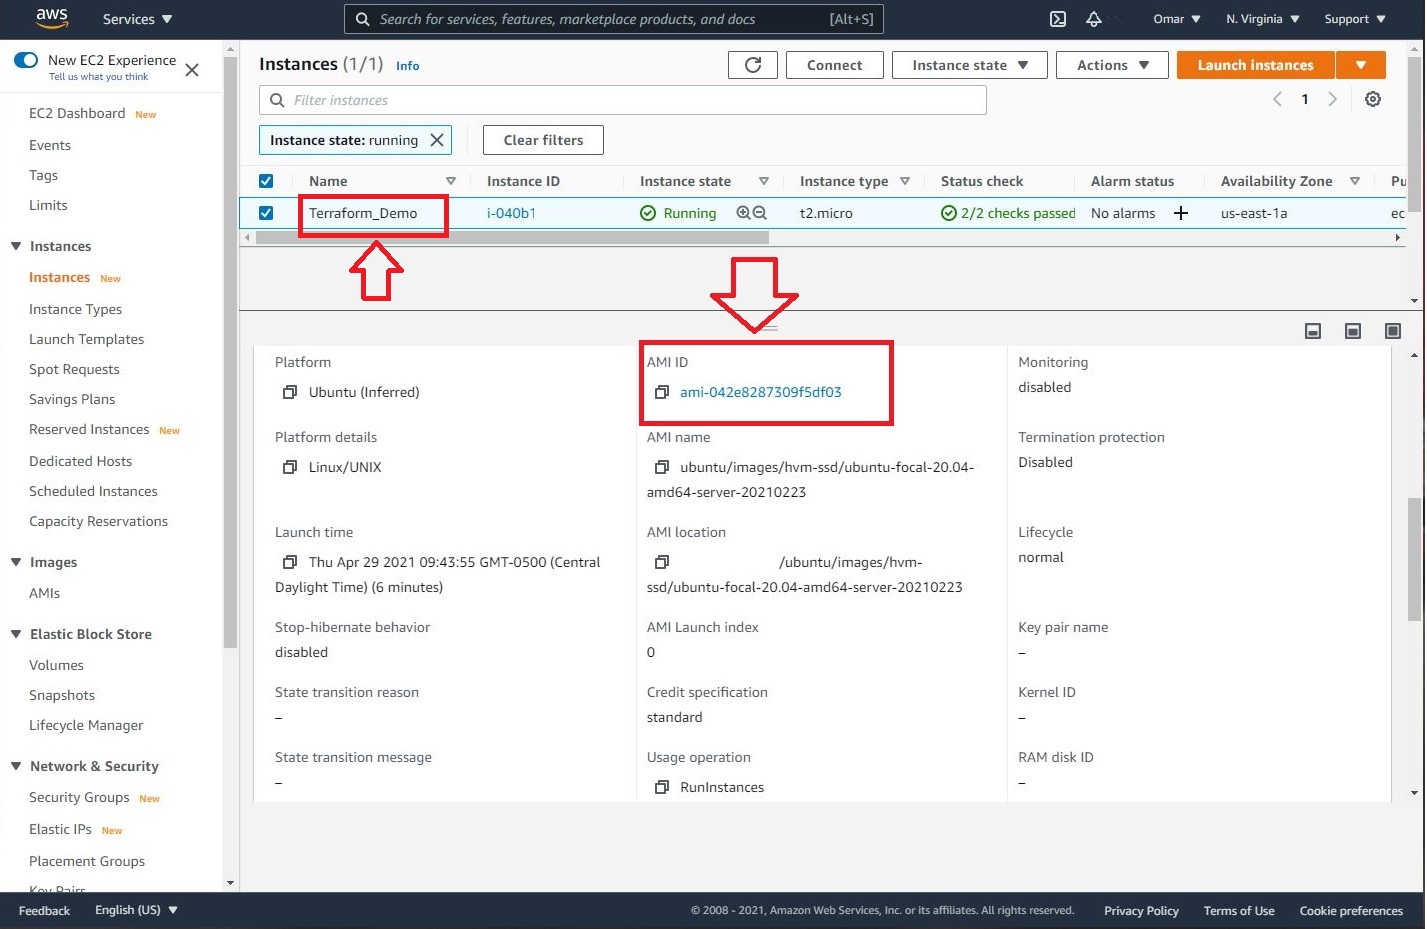 aws
Services
Search for services, features, marketplace products, and docs [Alt+S]
Omar
N. Virginia
Support
New EC2 Experience
Tell us what you think
EC2 Dashboard New
Events
Tags
Limits
Instances
Instances New
Instance Types
Launch Templates
Spot Requests
Savings Plans
Reserved Instances New
Dedicated Hosts
Scheduled Instances
Capacity Reservations
Images
AMIs
Elastic Block Store
Volumes
Snapshots
Lifecycle Manager
Network & Security
Security Groups New
Elastic IPs New
Placement Groups
Key Pairs
Instances (1/1) Info
Connect
Instance state
Actions
Launch instances
Filter instances
1
Instance state: running
Clear filters
Name Instance ID Instance state Instance type Status check Alarm status Availability Zone Pu
Terraform_Demo i-040b1 Running t2.micro 2/2 checks passed No alarms + us-east-1a ec
Platform
Ubuntu (Inferred)
Platform details
Linux/UNIX
Launch time
Thu Apr 29 2021 09:43:55 GMT-0500 (Central
Daylight Time) (6 minutes)
Stop-hibernate behavior
disabled
State transition reason
–
State transition message
–
AMI ID
ami-042e8287309f5df03
AMI name
ubuntu/images/hvm-ssd/ubuntu-focal-20.04-
amd64-server-20210223
AMI location
/ubuntu/images/hvm-
ssd/ubuntu-focal-20.04-amd64-server-20210223
AMI Launch index
0
Credit specification
standard
Usage operation
RunInstances
Monitoring
disabled
Termination protection
Disabled
Lifecycle
normal
Key pair name
–
Kernel ID
–
RAM disk ID
–
Feedback
English (US)
© 2008 - 2021, Amazon Web Services, Inc. or its affiliates. All rights reserved.
Privacy Policy
Terms of Use
Cookie preferences